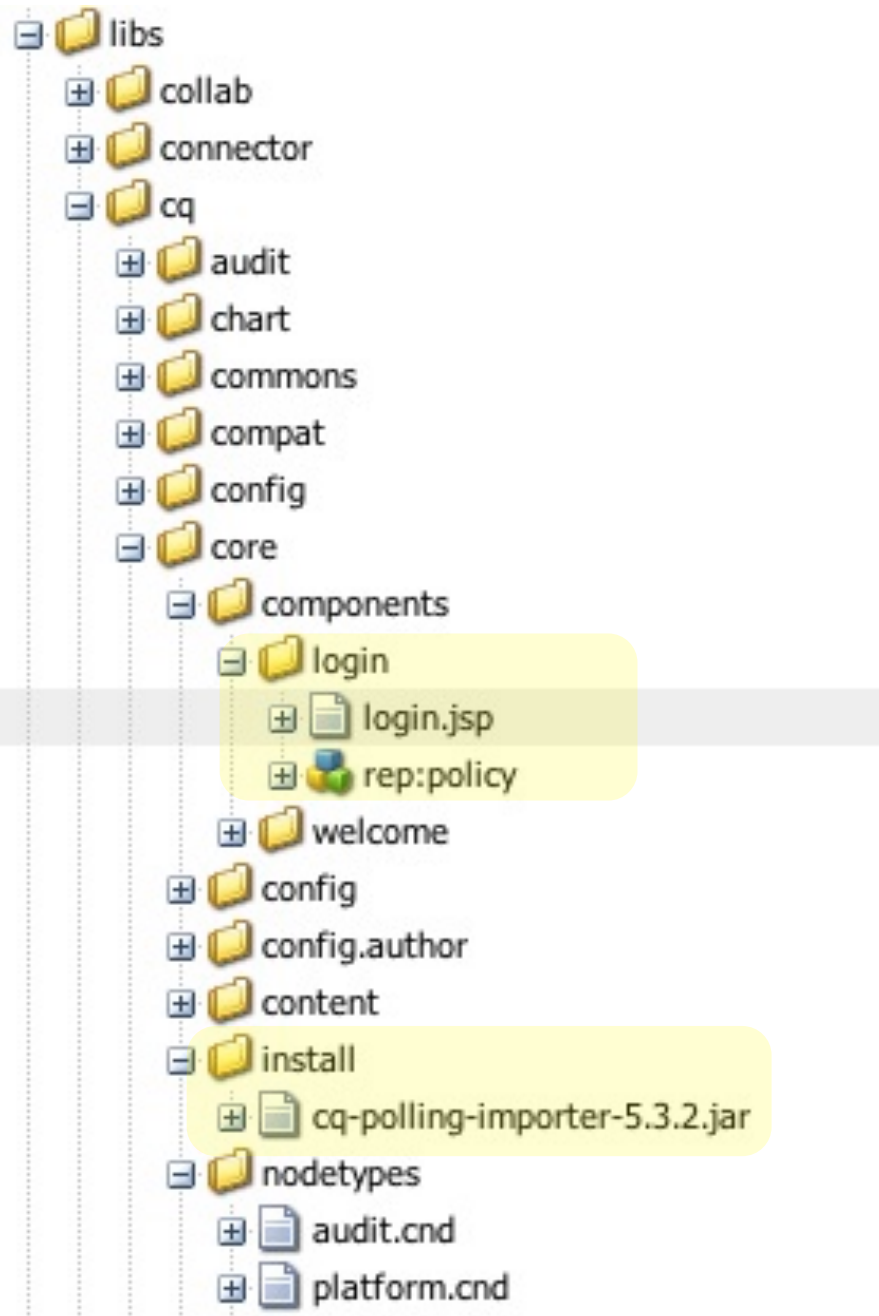 libs
collab
connector
cq
audit
chart
commons
compat
config
core
components
login
login.jsp
rep:policy
welcome
config
config.author
content
install
cq-polling-importer-5.3.2.jar
nodetypes
audit.cnd
platform.cnd